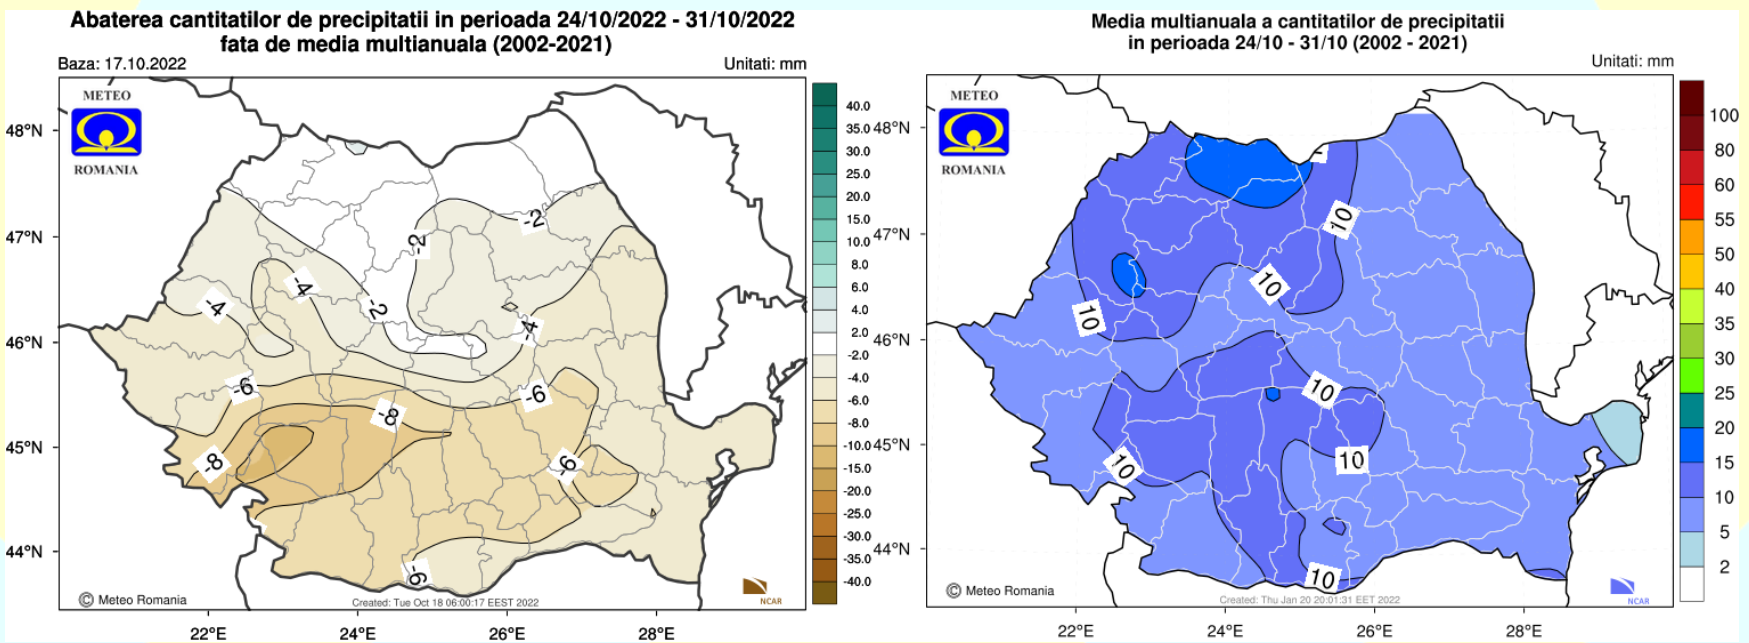 Abaterea cantitatilor de precipitatii in perioada 24/10/2022 - 31/10/2022
fata de media multianuala (2002-2021)
Baza: 17.10.2022
Unitati: mm
METEO
ROMANIA
48°N
47°N
46°N
45°N
44°N
22°E
24°E
26°E
28°E
-2
-2
-2
-4
-4
-4
-6
-6
-6
-6
-8
-8
40.0
35.0
30.0
25.0
20.0
15.0
10.0
8.0
6.0
4.0
2.0
-2.0
-4.0
-6.0
-8.0
-10.0
-15.0
-20.0
-25.0
-30.0
-35.0
-40.0
© Meteo Romania
Created: Tue Oct 18 06:00:17 EEST 2022
NCAR
Media multianuala a cantitatilor de precipitatii
in perioada 24/10 - 31/10 (2002 - 2021)
Unitati: mm
METEO
ROMANIA
48°N
47°N
46°N
45°N
44°N
22°E
24°E
26°E
28°E
10
10
10
10
10
10
10
100
80
60
55
50
40
35
30
25
20
15
10
5
2
© Meteo Romania
Created: Thu Jan 20 20:01:31 EET 2022
NCAR